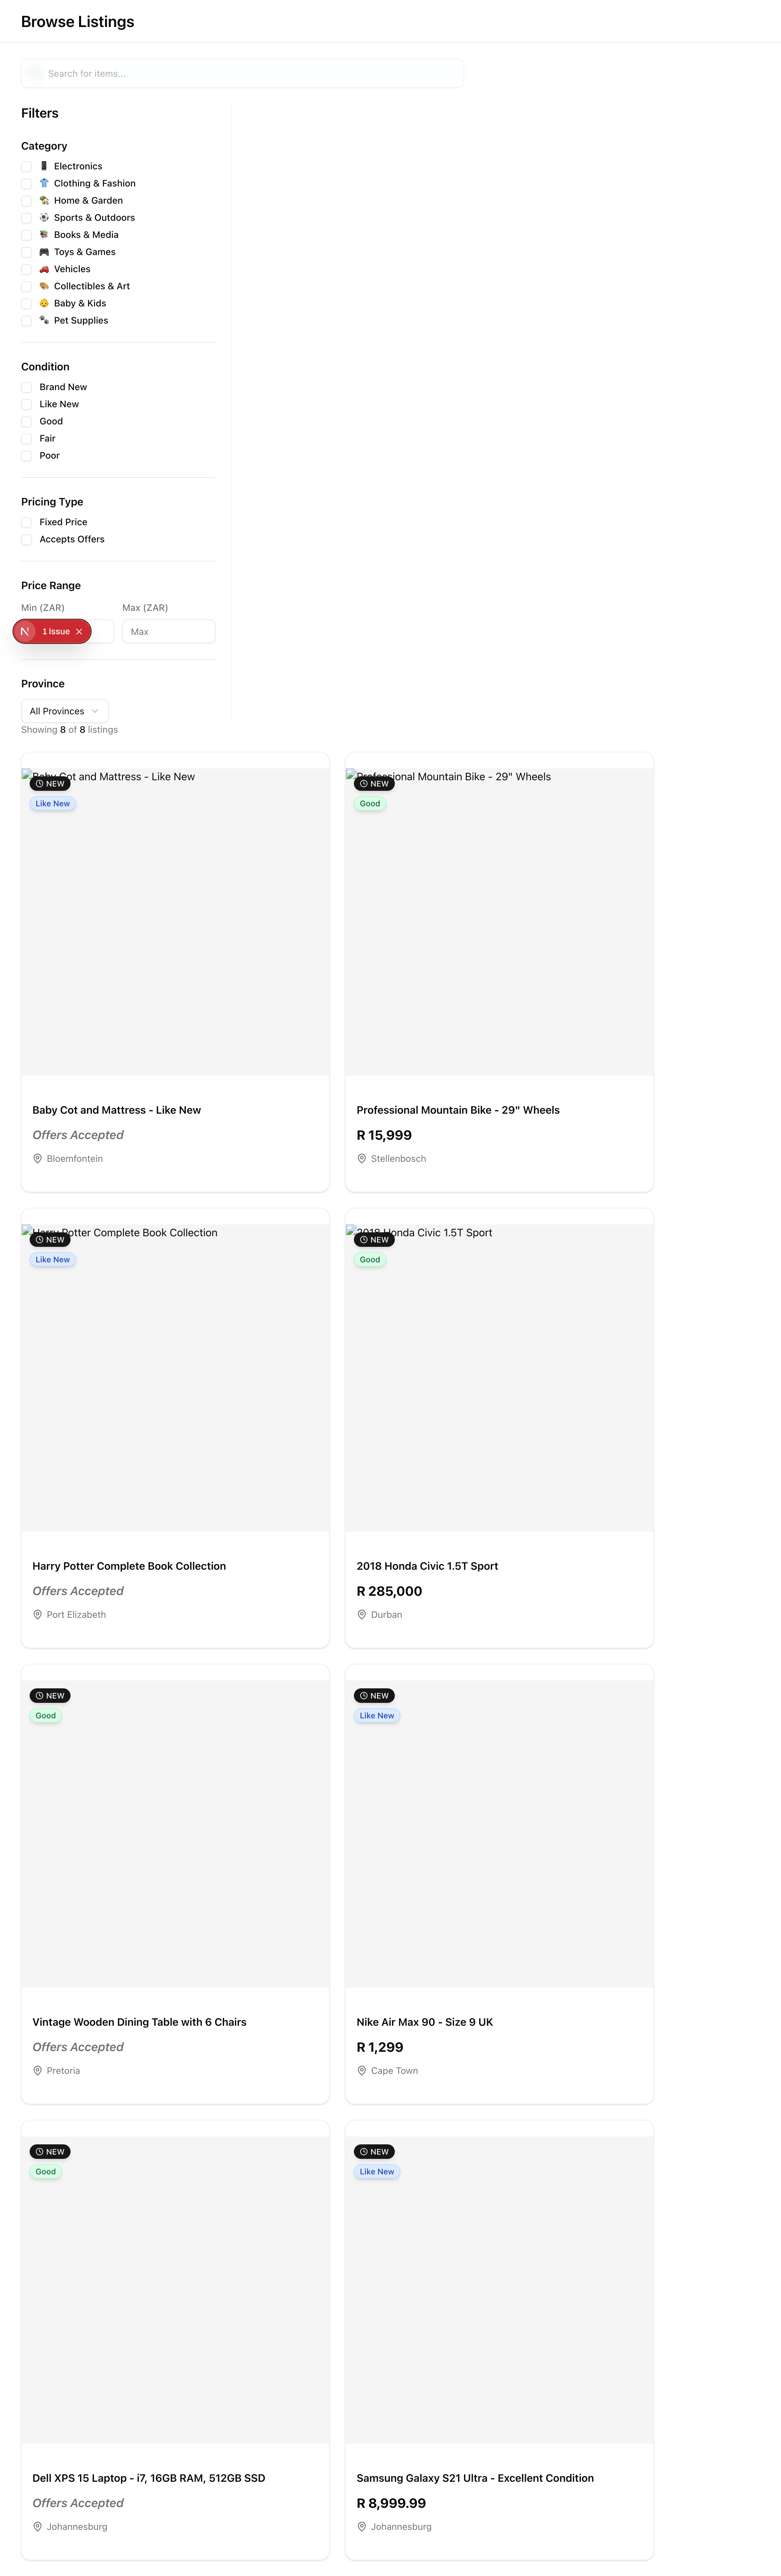 Browse Listings
Search for items...
Filters
Category
Electronics
Clothing & Fashion
Home & Garden
Sports & Outdoors
Books & Media
Toys & Games
Vehicles
Collectibles & Art
Baby & Kids
Pet Supplies
Condition
Brand New
Like New
Good
Fair
Poor
Pricing Type
Fixed Price
Accepts Offers
Price Range
Min (ZAR) Max (ZAR)
N 1 Issue Max
Province
All Provinces
Showing 8 of 8 listings
Baby Cot and Mattress - Like New
NEW
Like New
Baby Cot and Mattress - Like New
Offers Accepted
Bloemfontein
Professional Mountain Bike - 29" Wheels
NEW
Good
Professional Mountain Bike - 29" Wheels
R 15,999
Stellenbosch
Harry Potter Complete Book Collection
NEW
Like New
Harry Potter Complete Book Collection
Offers Accepted
Port Elizabeth
2018 Honda Civic 1.5T Sport
NEW
Good
2018 Honda Civic 1.5T Sport
R 285,000
Durban
NEW
Good
Vintage Wooden Dining Table with 6 Chairs
Offers Accepted
Pretoria
NEW
Like New
Nike Air Max 90 - Size 9 UK
R 1,299
Cape Town
NEW
Good
Dell XPS 15 Laptop - i7, 16GB RAM, 512GB SSD
Offers Accepted
Johannesburg
NEW
Like New
Samsung Galaxy S21 Ultra - Excellent Condition
R 8,999.99
Johannesburg